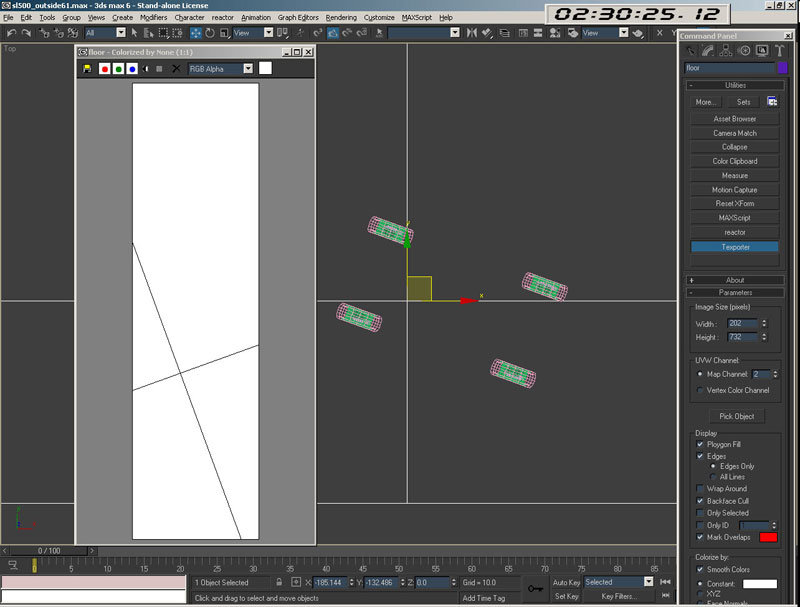 sl500_outside61.max - 3ds max 6 - Stand-alone License
02:30:25.12
File Edit Tools Group Views Create Modifiers Character reactor Animation Graph Editors Rendering Customize MAXScript Help
All View View X Y
Top
floor - Colorized by None (1:1)
RGB Alpha
Command Panel
floor
- Utilities
More... Sets
Asset Browser
Camera Match
Collapse
Color Clipboard
Measure
Motion Capture
Reset XForm
MAXScript
reactor
Texporter
+ About
- Parameters
Image Size (pixels)
Width : 202
Height : 732
UVW Channel:
Map Channel: 2
Vertex Color Channel
Pick Object
Display
Ploygon Fill
Edges
Edges Only
All Lines
Wrap Around
Backface Cull
Only Selected
Only ID
Mark Overlaps
Colorize by:
Smooth Colors
Constant:
XYZ
Face Normals
y
x
0 / 100
0 5 10 15 20 25 30 35 40 45 50 55 60 65 70 75 80 85 90 95 100
1 Object Selected X: -185.144 Y: -132.486 Z: 0.0 Grid = 10.0 Auto Key Selected
Click and drag to select and move objects Add Time Tag Set Key Key Filters...